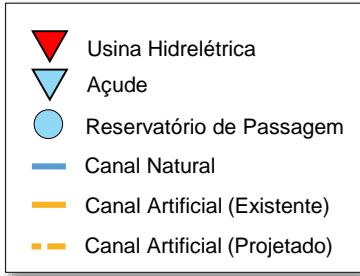 Usina Hidrelétrica
Açude
Reservatório de Passagem
Canal Natural
Canal Artificial (Existente)
Canal Artificial (Projetado)